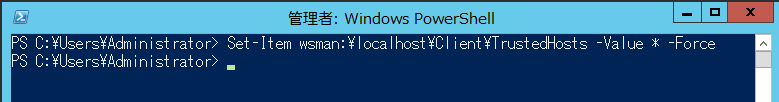 管理者: Windows PowerShell
PS C:¥Users¥Administrator> Set-Item wsman:¥localhost¥Client¥TrustedHosts -Value * -Force
PS C:¥Users¥Administrator>